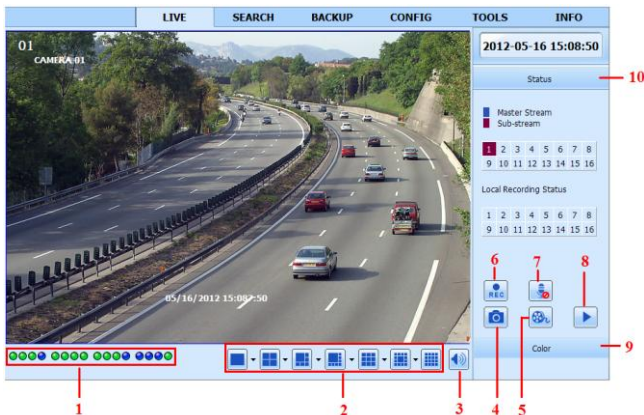 LIVE SEARCH BACKUP CONFIG TOOLS INFO
01
CAMERA 01
2012-05-16 15:08:50
Status
10
Master Stream
Sub-stream
1 2 3 4 5 6 7 8
9 10 11 12 13 14 15 16
Local Recording Status
1 2 3 4 5 6 7 8
9 10 11 12 13 14 15 16
6 7 8
REC
05/16/2012 15:08:50
Color
9
1 2 3 4 5